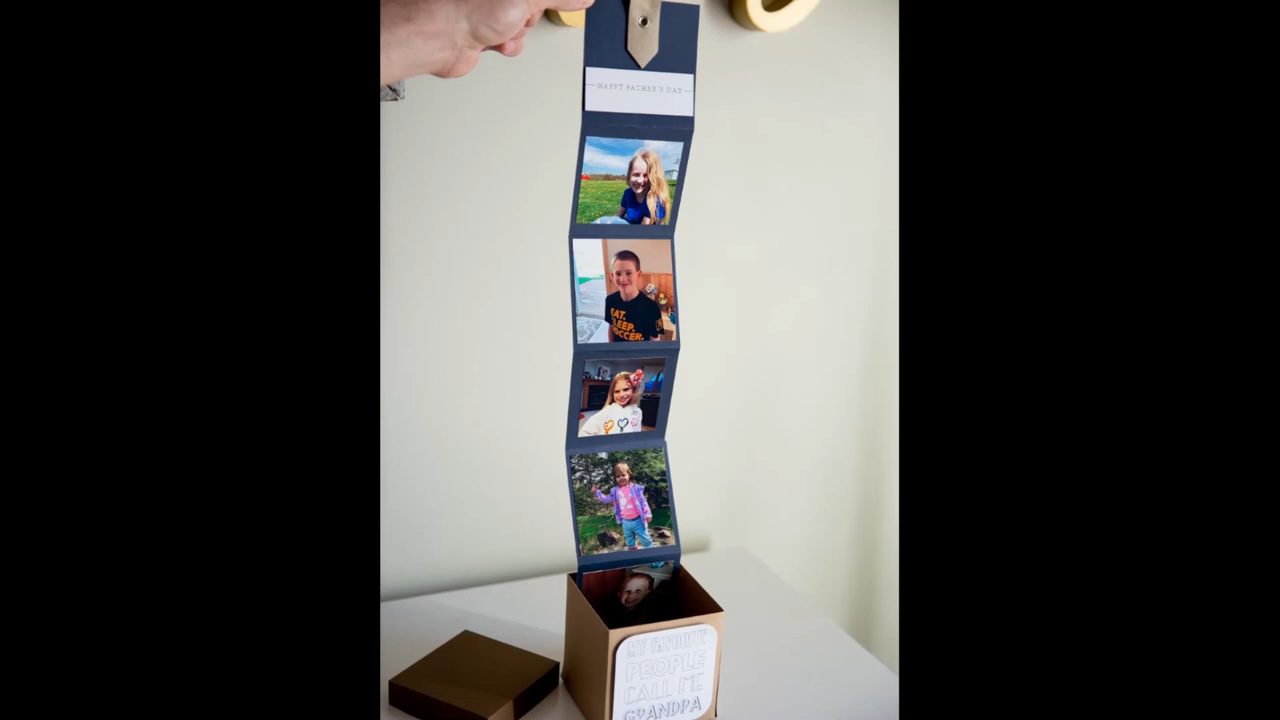 HAPPY FATHER'S DAY
EAT.
SLEEP.
SOCCER.
MY FAVORITE
PEOPLE
CALL ME
GRANDPA